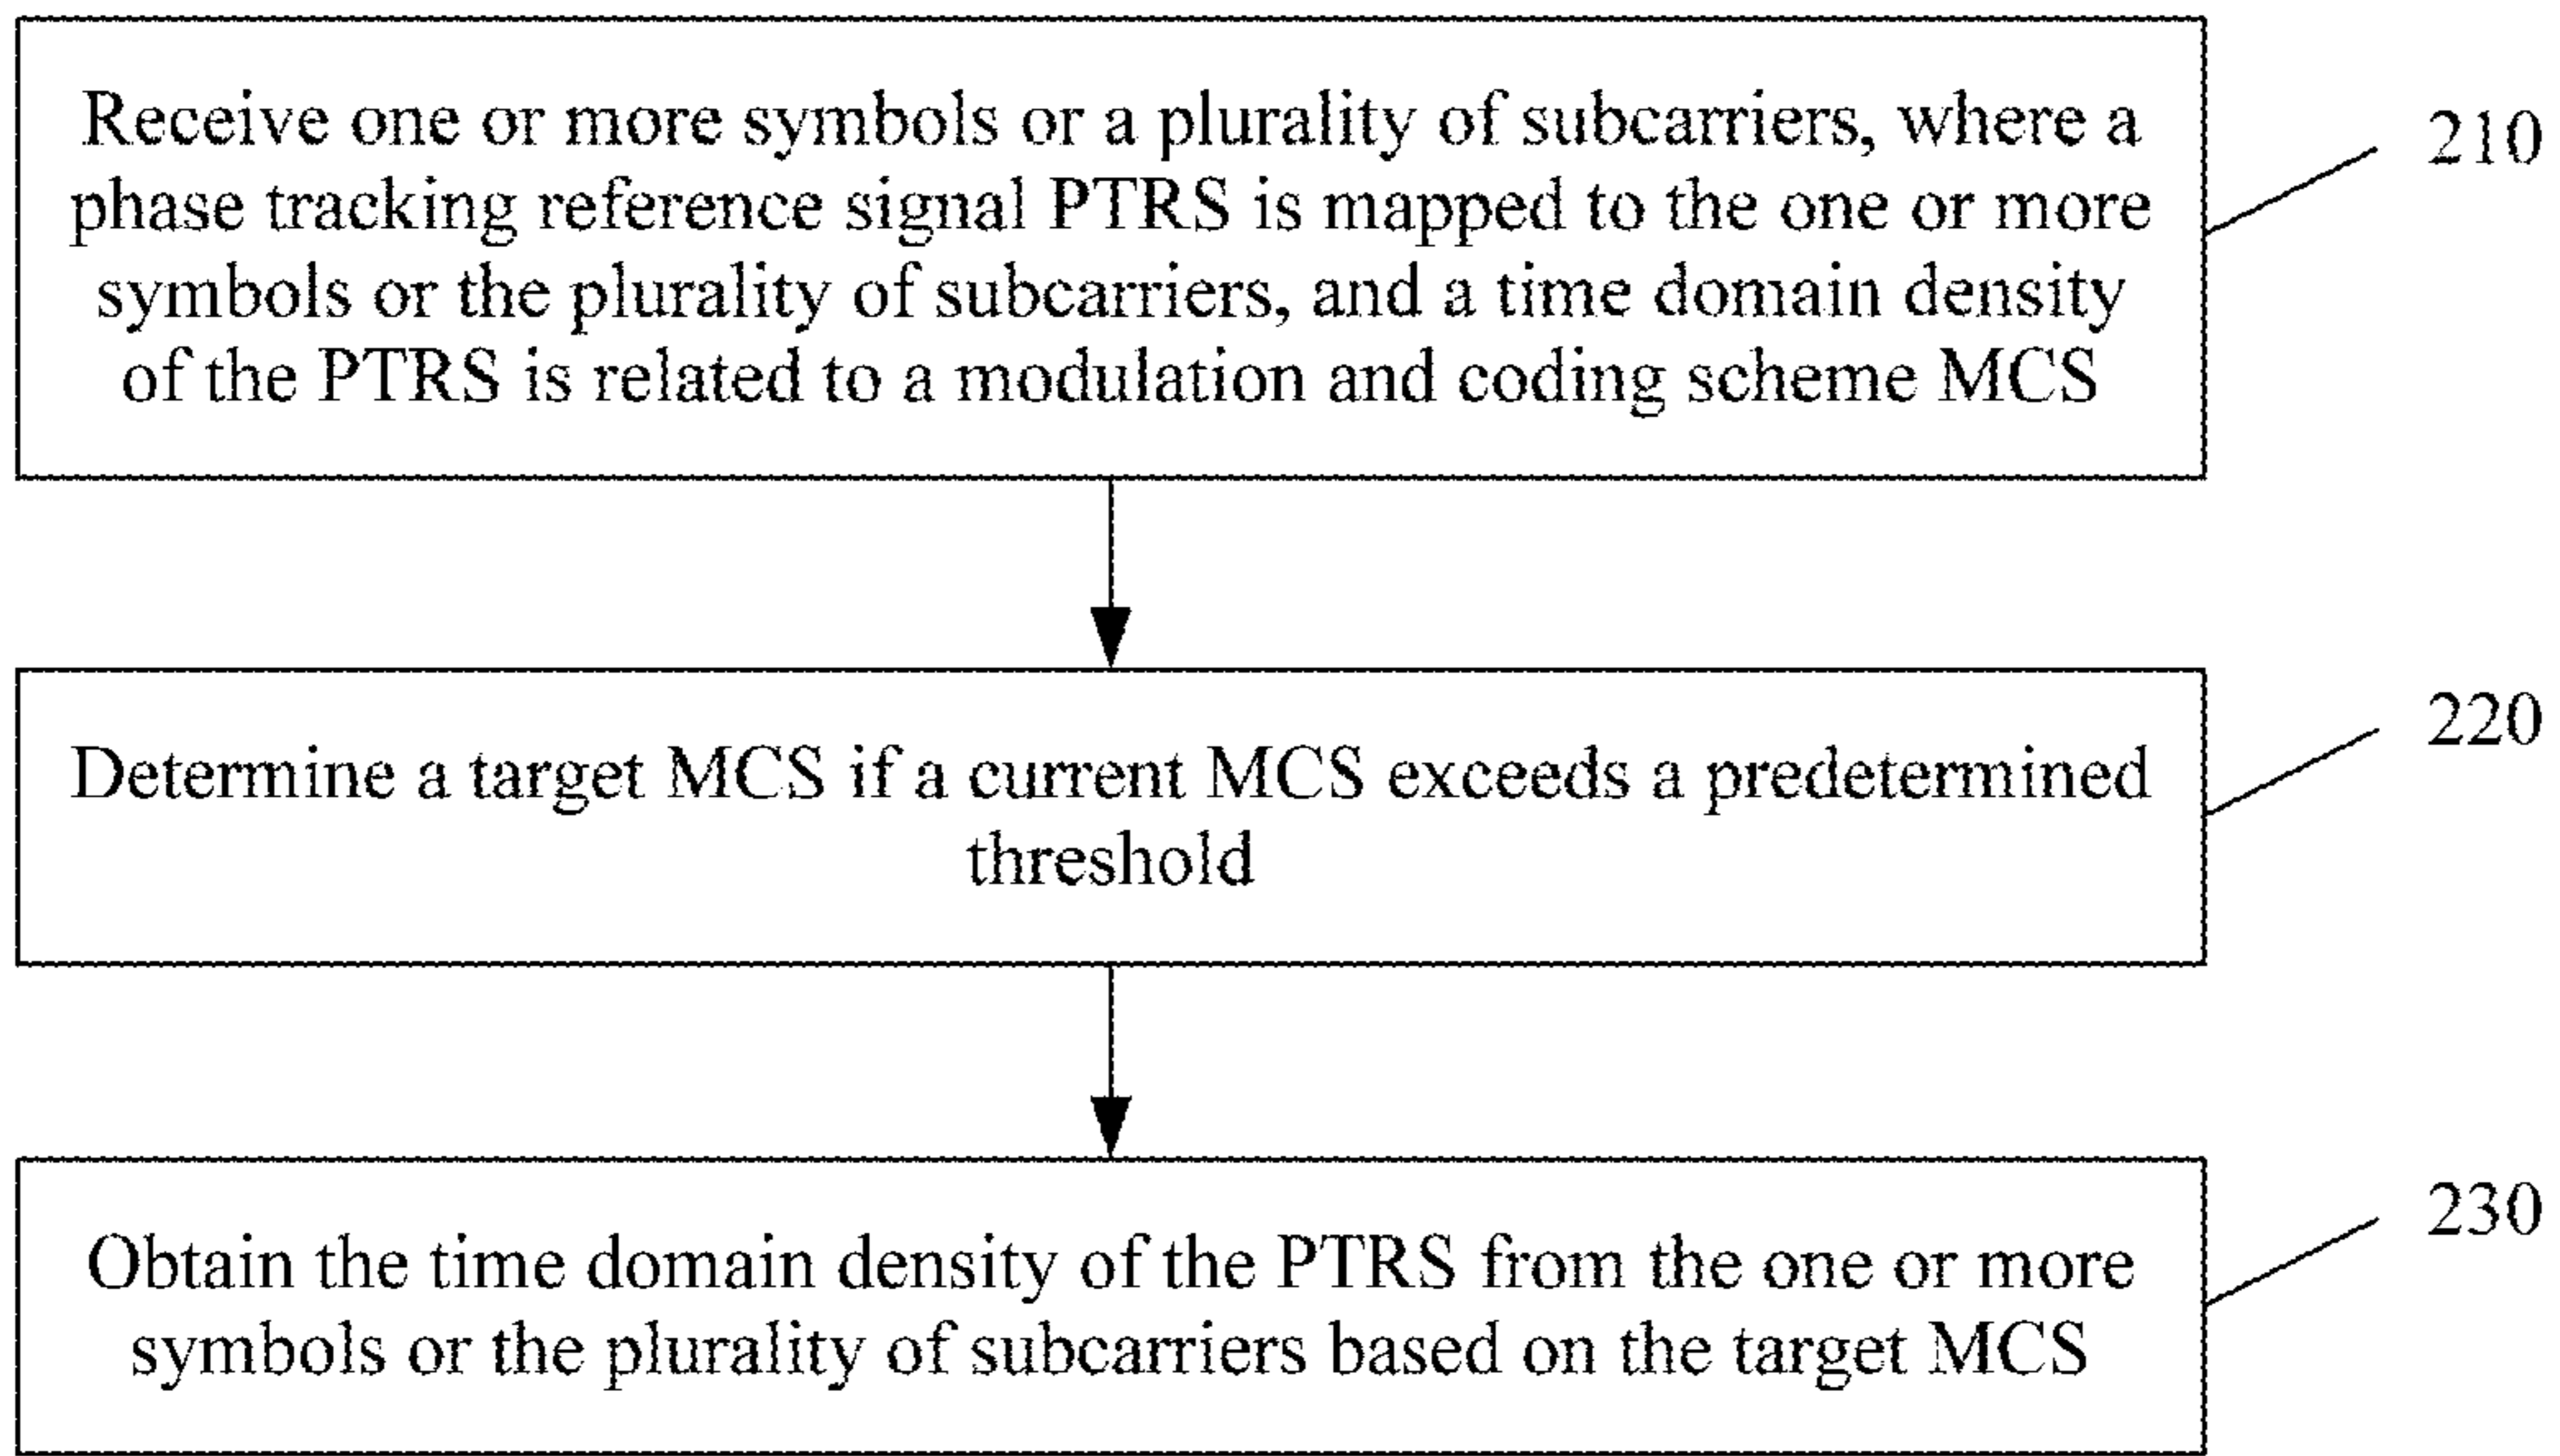 Receive one or more symbols or a plurality of subcarriers, where a
phase tracking reference signal PTRS is mapped to the one or more
symbols or the plurality of subcarriers, and a time domain density
of the PTRS is related to a modulation and coding scheme MCS
210
Determine a target MCS if a current MCS exceeds a predetermined
threshold
220
Obtain the time domain density of the PTRS from the one or more
symbols or the plurality of subcarriers based on the target MCS
230